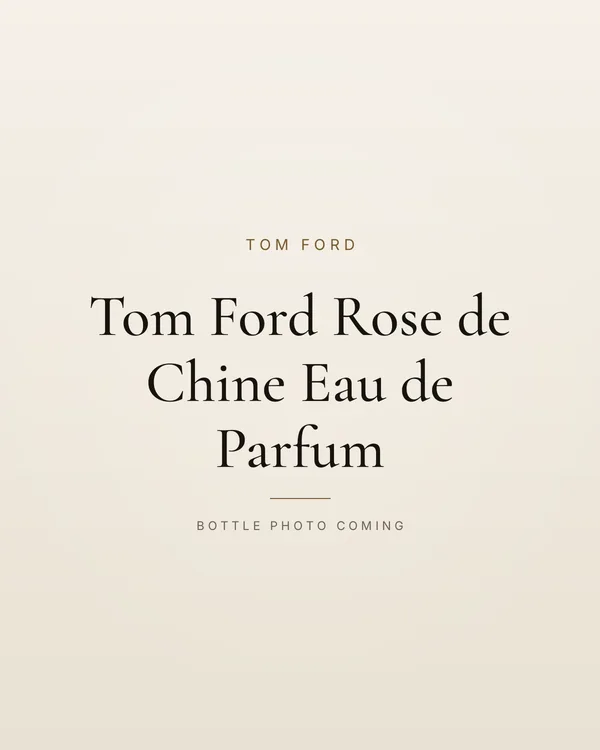 TOM FORD
Tom Ford Rose de
Chine Eau de
Parfum
BOTTLE PHOTO COMING